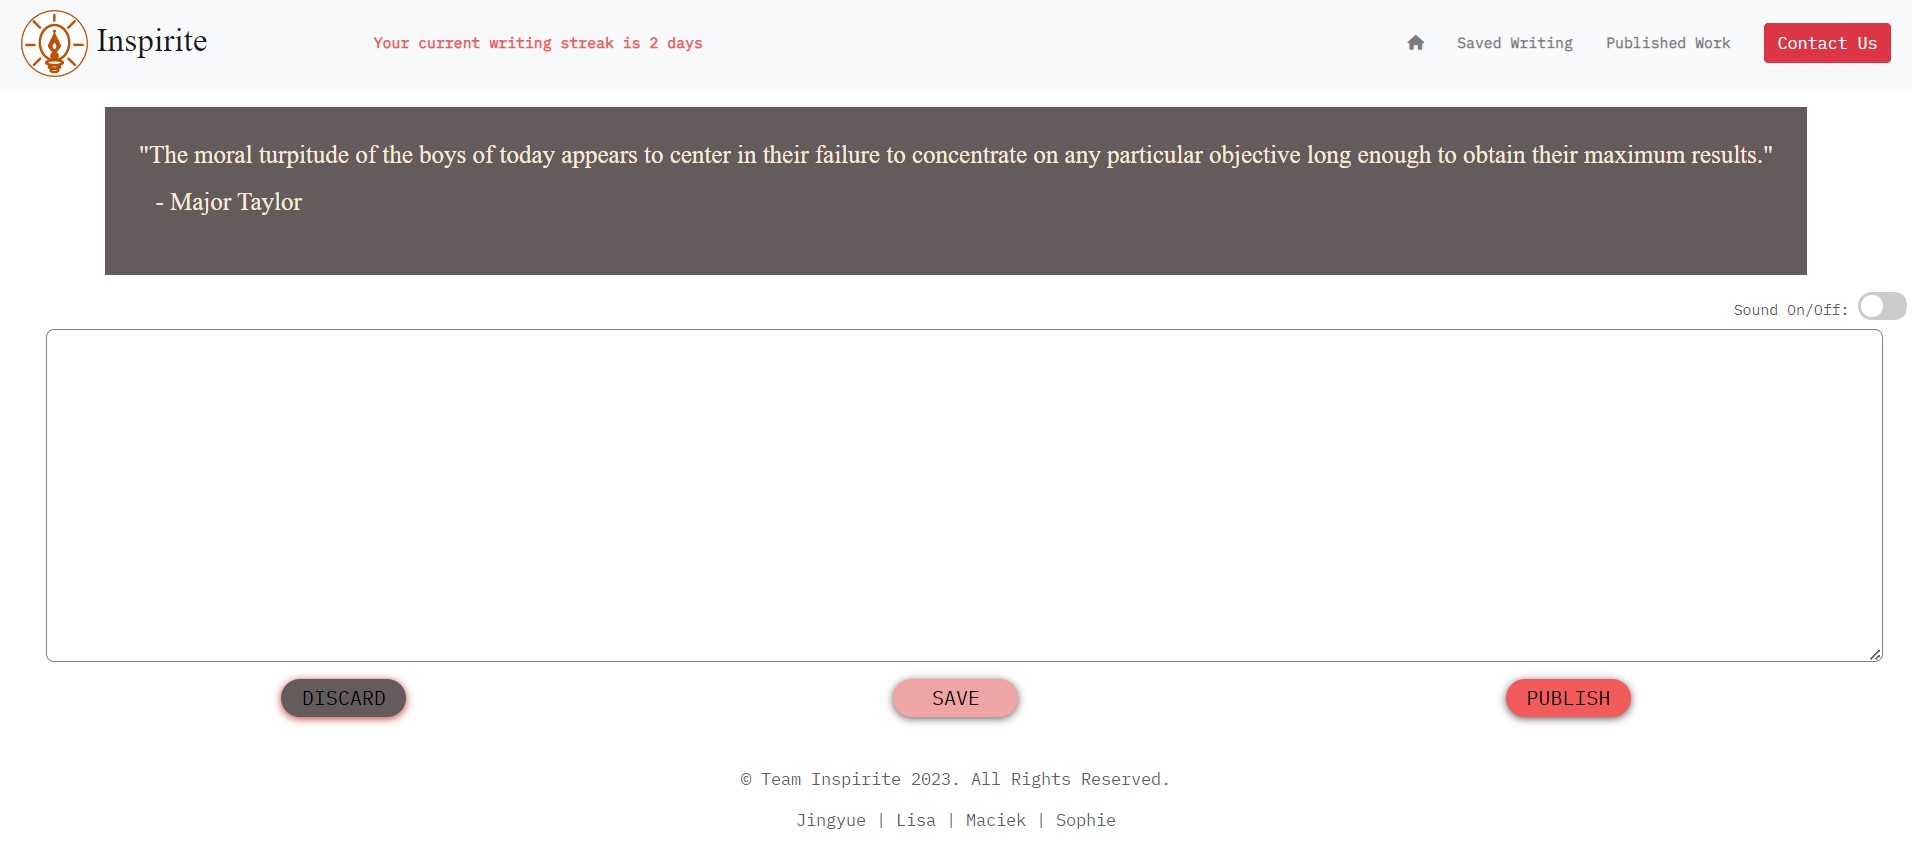 Inspirite
Your current writing streak is 2 days
Saved Writing
Published Work
Contact Us
"The moral turpitude of the boys of today appears to center in their failure to concentrate on any particular objective long enough to obtain their maximum results."
- Major Taylor
Sound On/Off:
DISCARD
SAVE
PUBLISH
© Team Inspirite 2023. All Rights Reserved.
Jingyue | Lisa | Maciek | Sophie